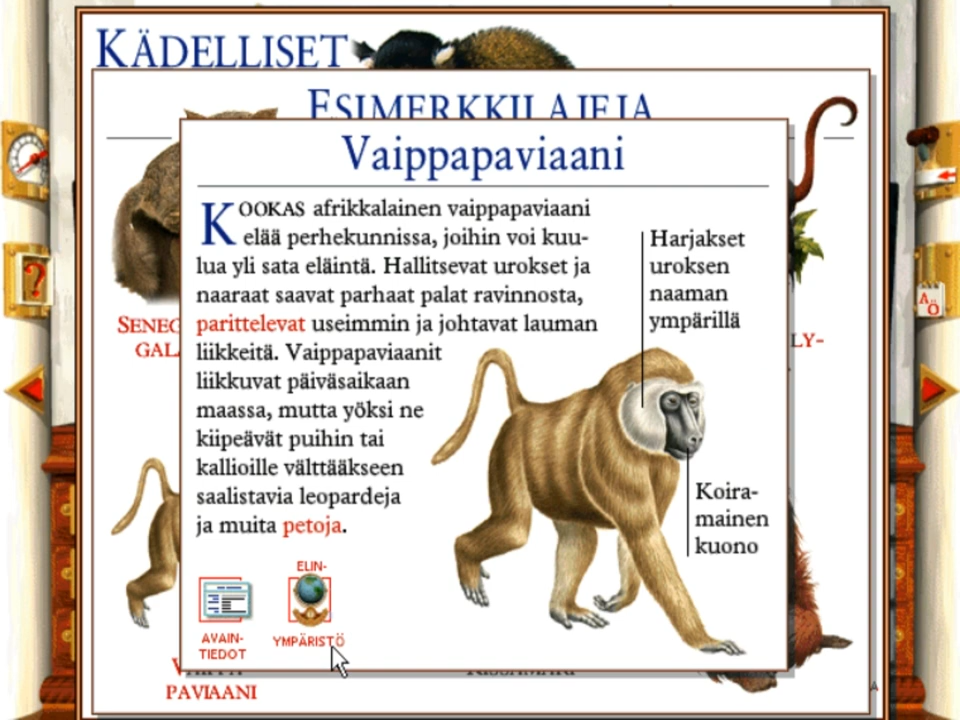 KÄDELLISET
ESIMERKKILAJEJA
Vaippapaviaani
KOOKAS afrikkalainen vaippapaviaani
elää perhekunnissa, joihin voi kuu-
lua yli sata eläintä. Hallitsevat urokset ja
naaraat saavat parhaat palat ravinnosta,
parittelevat useimmin ja johtavat lauman
liikkeitä. Vaippapaviaanit
liikkuvat päiväsaikaan
maassa, mutta yöksi ne
kiipeävät puihin tai
kallioille välttääkseen
saalistavia leopardeja
ja muita petoja.
Harjakset
uroksen
naaman
ympärillä
Koira-
mainen
kuono
AVAIN-
TIEDOT
ELIN-
YMPÄRISTÖ
SENEG
GAL
LY-
PAVIAANI
A
Ö